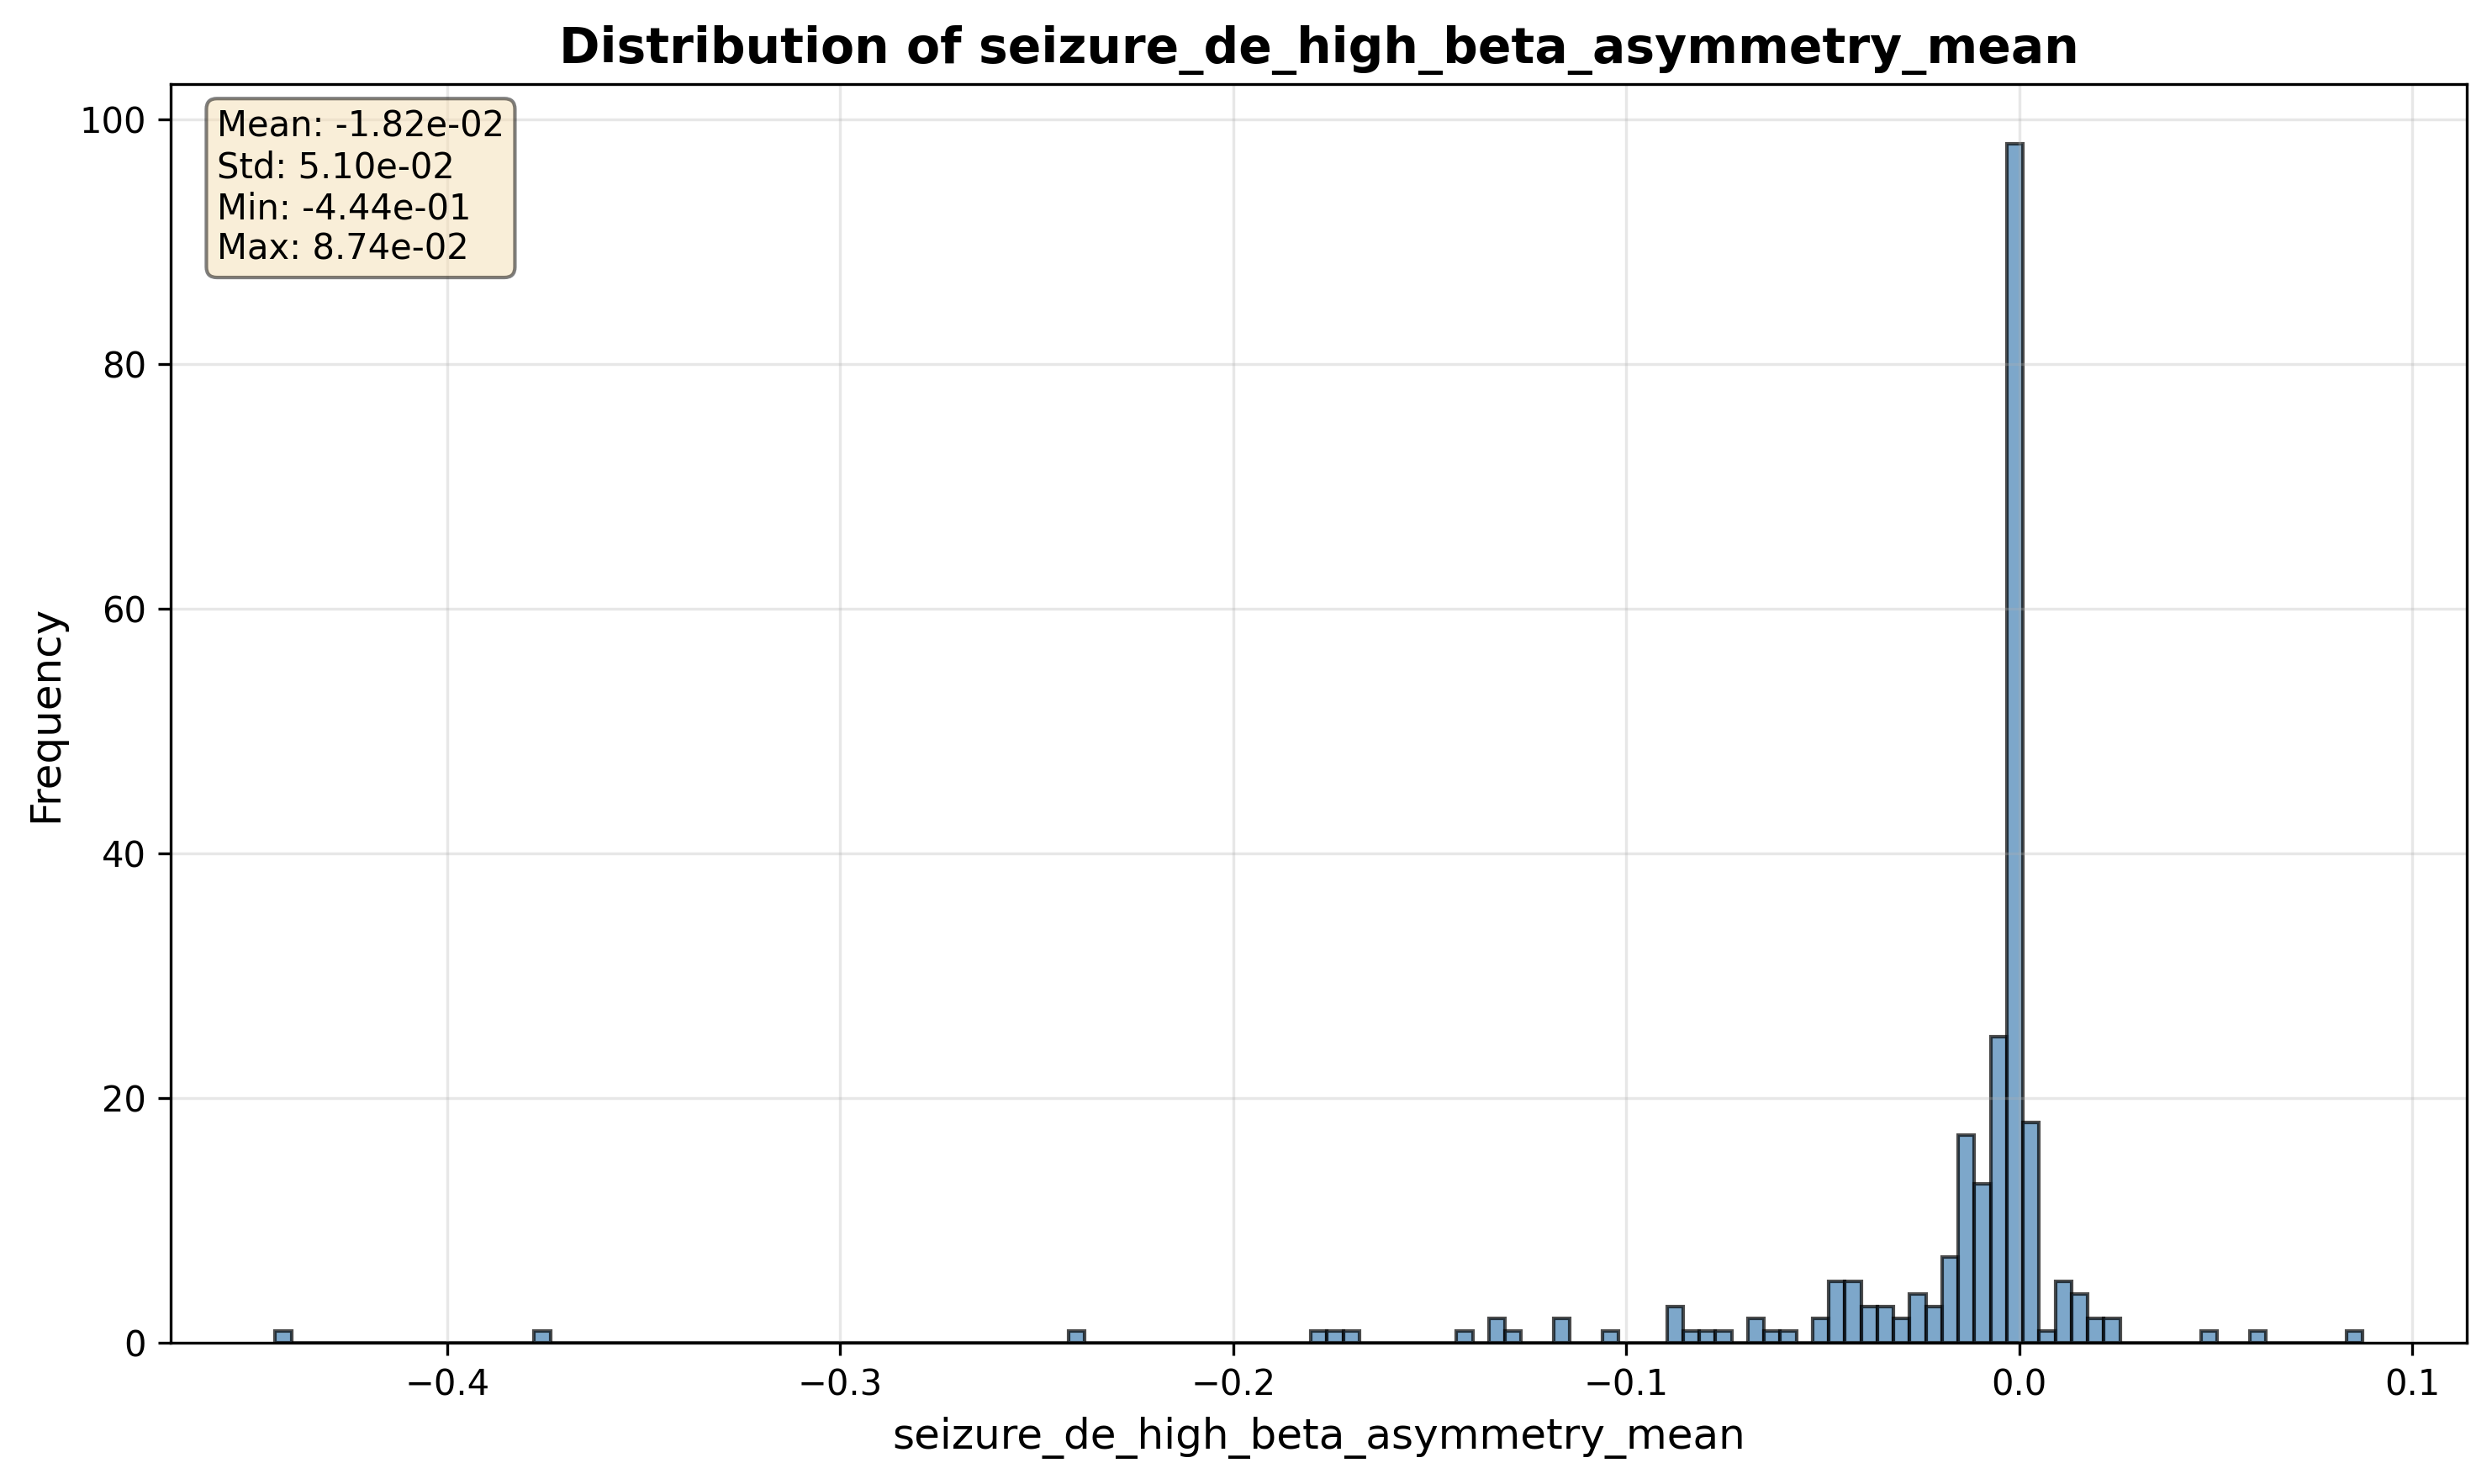 Distribution of seizure_de_high_beta_asymmetry_mean
Mean: -1.82e-02
Std: 5.10e-02
Min: -4.44e-01
Max: 8.74e-02
Frequency
100
80
60
40
20
0
−0.4
−0.3
−0.2
−0.1
0.0
0.1
seizure_de_high_beta_asymmetry_mean